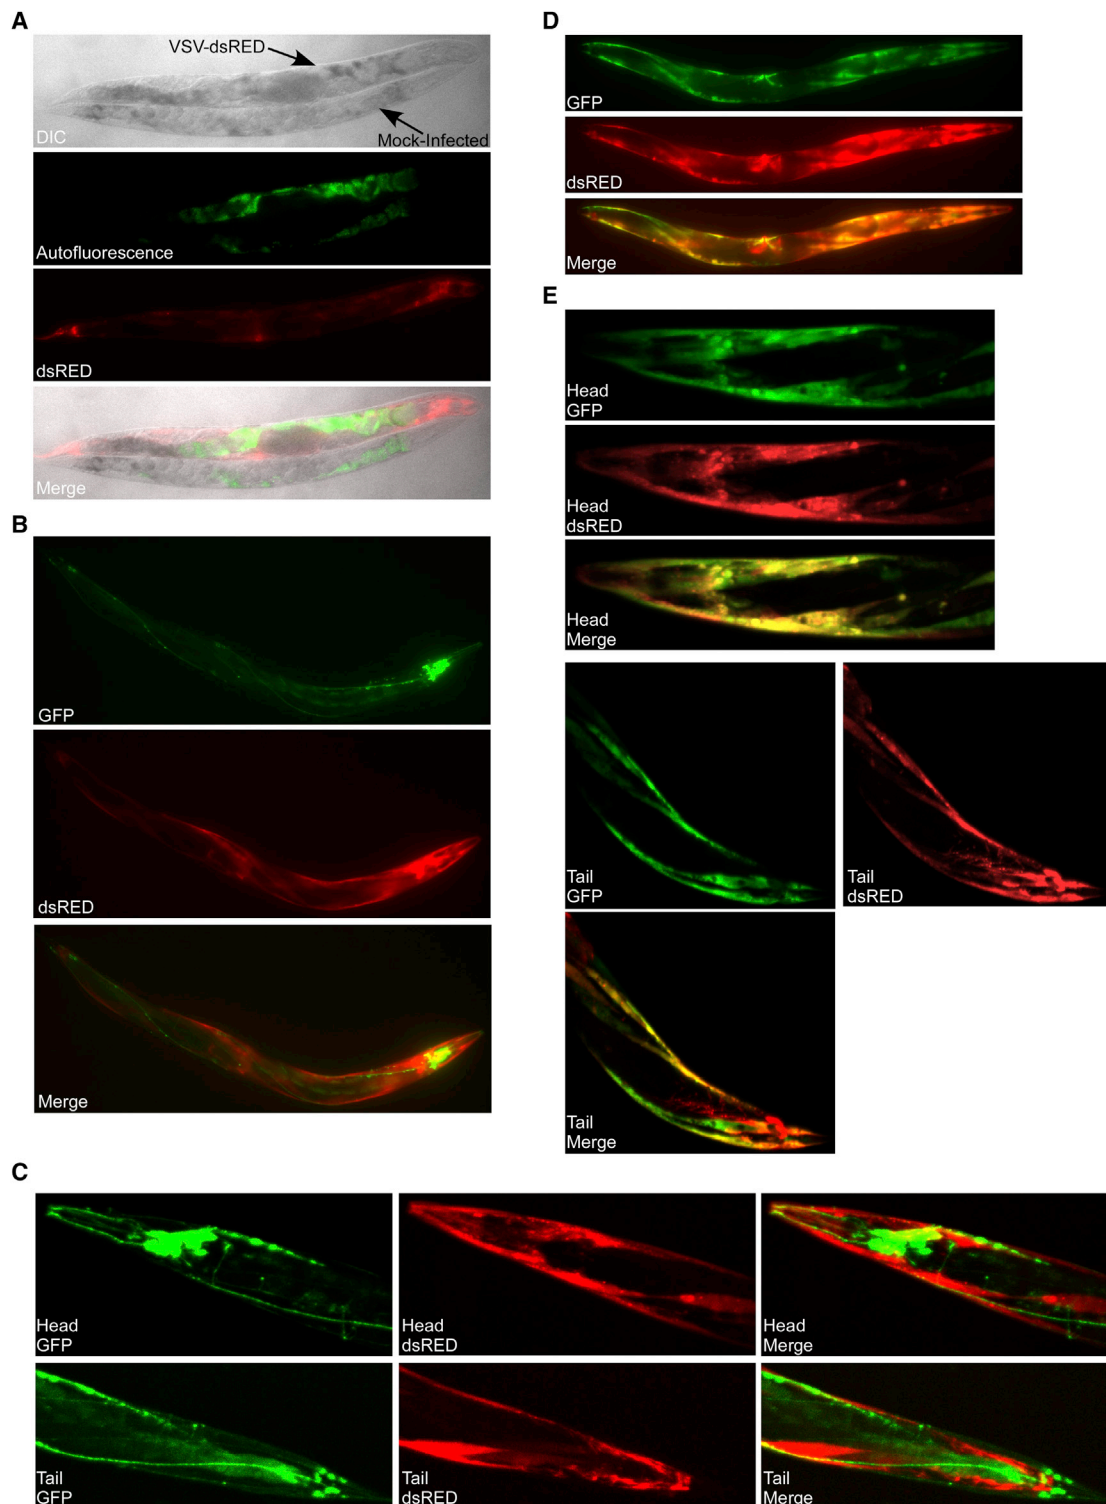 A
VSV-dsRED
Mock-Infected
DIC
Autofluorescence
dsRED
Merge
B
GFP
dsRED
Merge
C
Head
GFP
Head
dsRED
Head
Merge
Tail
GFP
Tail
dsRED
Tail
Merge
D
GFP
dsRED
Merge
E
Head
GFP
Head
dsRED
Head
Merge
Tail
GFP
Tail
dsRED
Tail
Merge